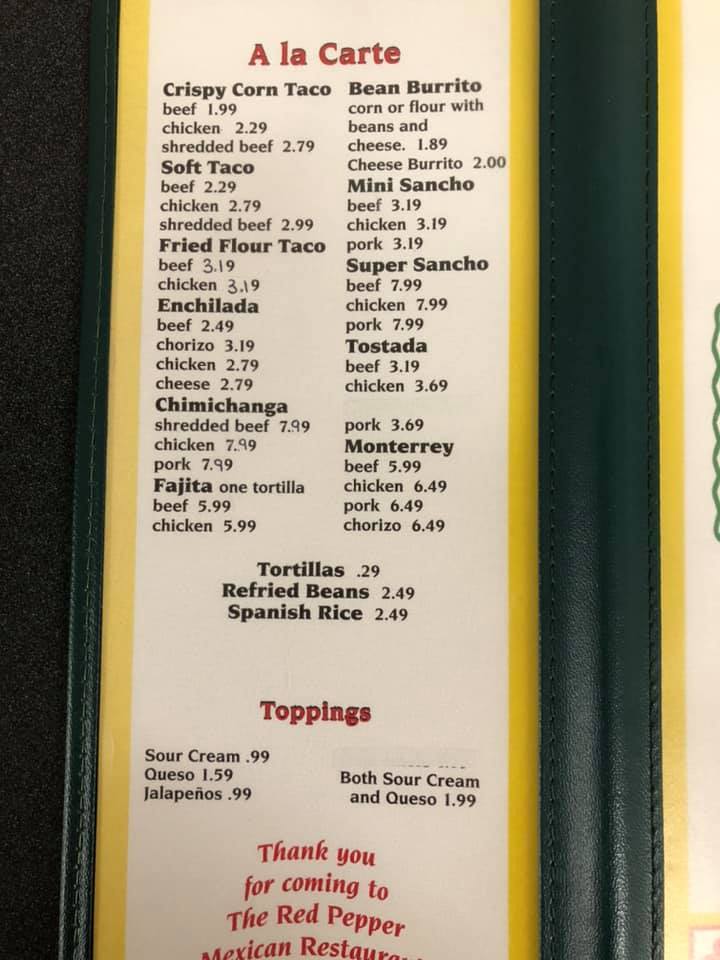 A la Carte
Crispy Corn Taco
beef 1.99
chicken 2.29
shredded beef 2.79
Soft Taco
beef 2.29
chicken 2.79
shredded beef 2.99
Fried Flour Taco
beef 3.19
chicken 3.19
Enchilada
beef 2.49
chorizo 3.19
chicken 2.79
cheese 2.79
Chimichanga
shredded beef 7.99
chicken 7.99
pork 7.99
Fajita one tortilla
beef 5.99
chicken 5.99
Bean Burrito
corn or flour with
beans and
cheese. 1.89
Cheese Burrito 2.00
Mini Sancho
beef 3.19
chicken 3.19
pork 3.19
Super Sancho
beef 7.99
chicken 7.99
pork 7.99
Tostada
beef 3.19
chicken 3.69
pork 3.69
Monterrey
beef 5.99
chicken 6.49
pork 6.49
chorizo 6.49
Tortillas .29
Refried Beans 2.49
Spanish Rice 2.49
Toppings
Sour Cream .99
Queso 1.59
Jalapeños .99
Both Sour Cream
and Queso 1.99
Thank you
for coming to
The Red Pepper
Mexican